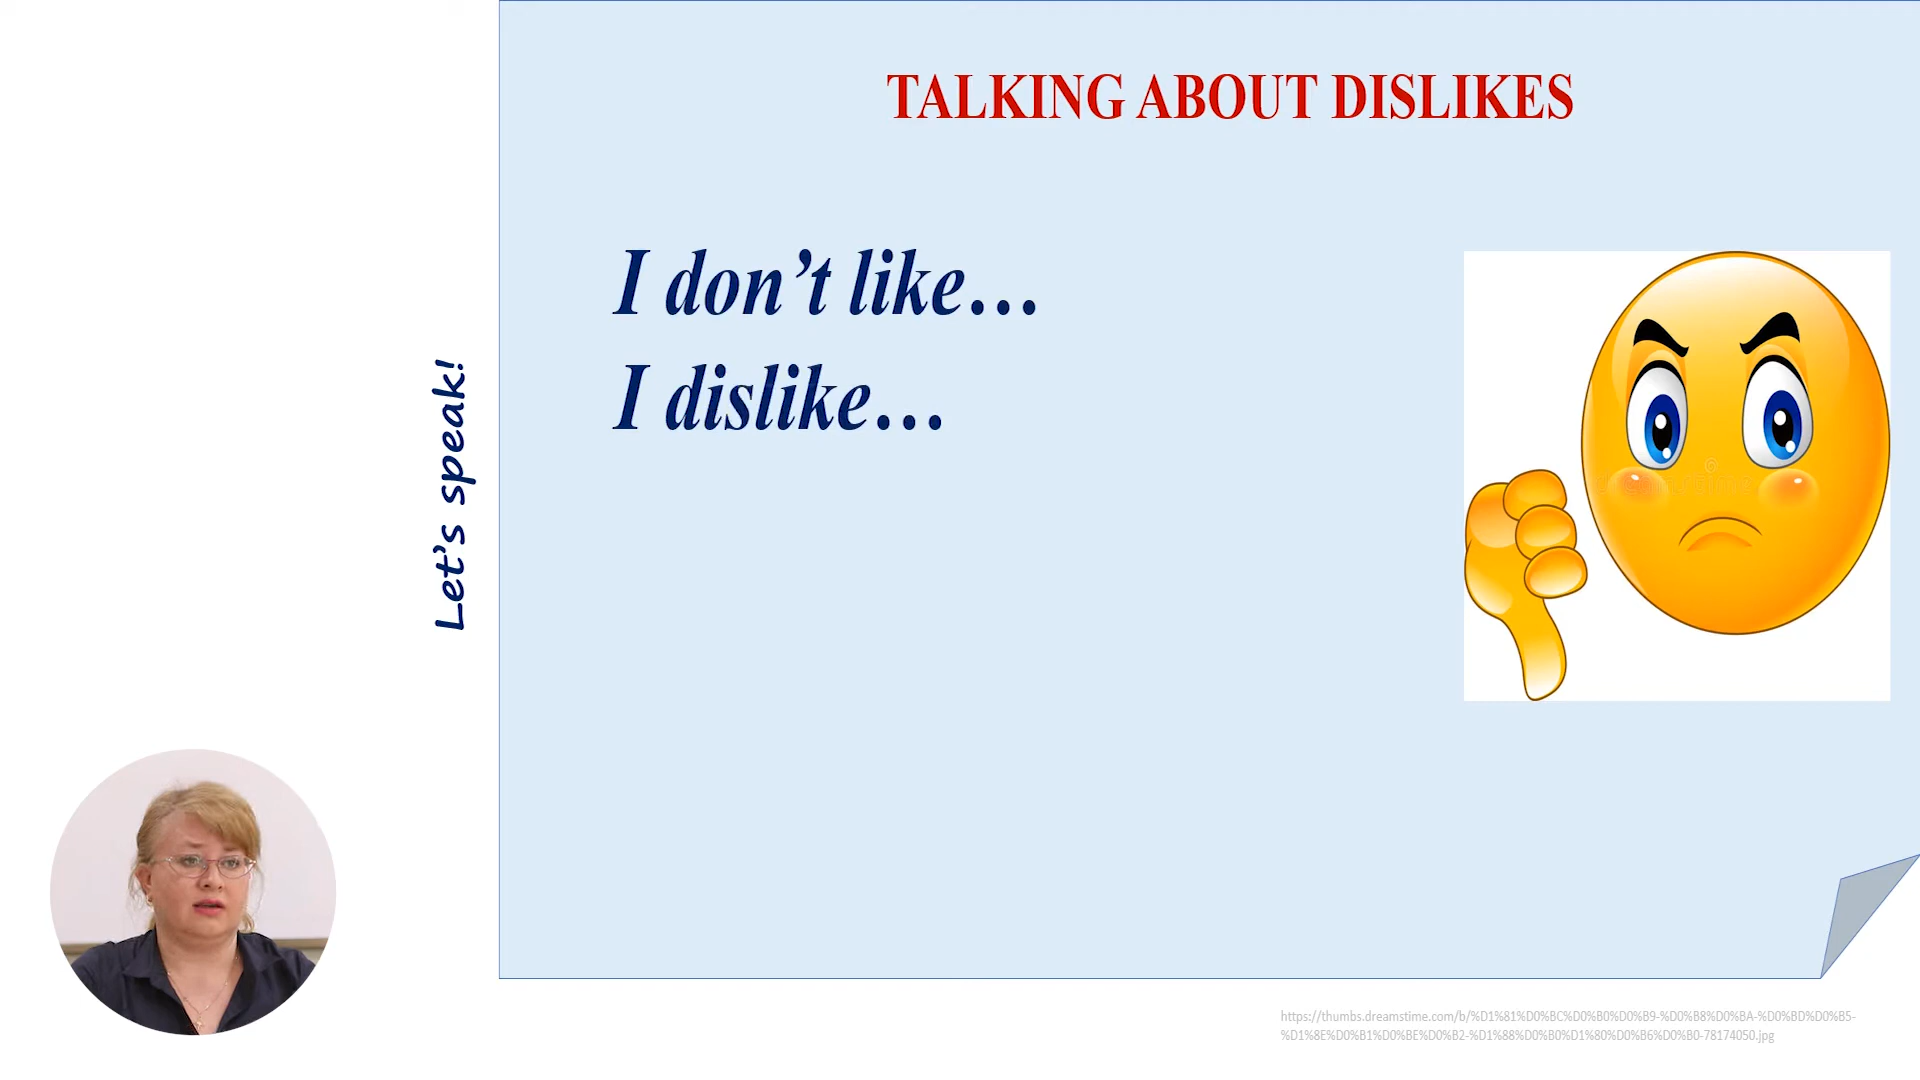 TALKING ABOUT DISLIKES
I don’t like…
I dislike…
Let’s speak!
https://thumbs.dreamstime.com/b/%D1%81%D0%BC%D0%B0%D0%B9-%D0%B8%D0%BA-%D0%BD%D0%B5-
%D1%8E%D0%B1%D0%BE%D0%B2-%D1%88%D0%B0%D1%80%D0%B6%D0%B0-78174050.jpg